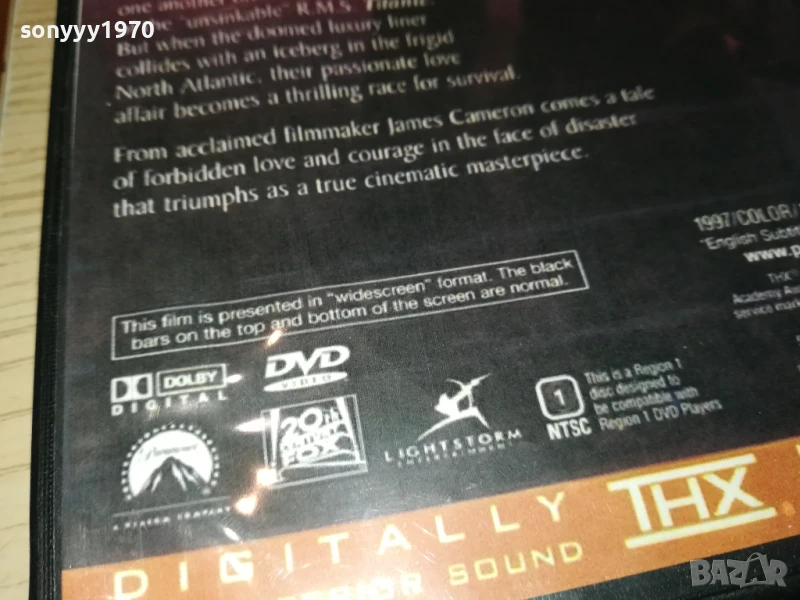 sonyyy1970
one another
"unsinkable" R.M.S. Titanic.
But when the doomed luxury liner
collides with an iceberg in the frigid
North Atlantic, their passionate love
affair becomes a thrilling race for survival.
From acclaimed filmmaker James Cameron comes a tale
of forbidden love and courage in the face of disaster
that triumphs as a true cinematic masterpiece.
1997/COLOR/
"English Subtit
www.p
THX
Academy Aw
service mark
This film is presented in "widescreen" format. The black
bars on the top and bottom of the screen are normal.
DOLBY
DIGITAL
DVD
VIDEO
1
NTSC
This is a Region 1
disc designed to
be compatible with
Region 1 DVD Players
Paramount
A VIACOM COMPANY
20th
CENTURY
FOX
LIGHTSTORM
ENTERTAINMENT
DIGITALLY THX
SOUND
BAZAR